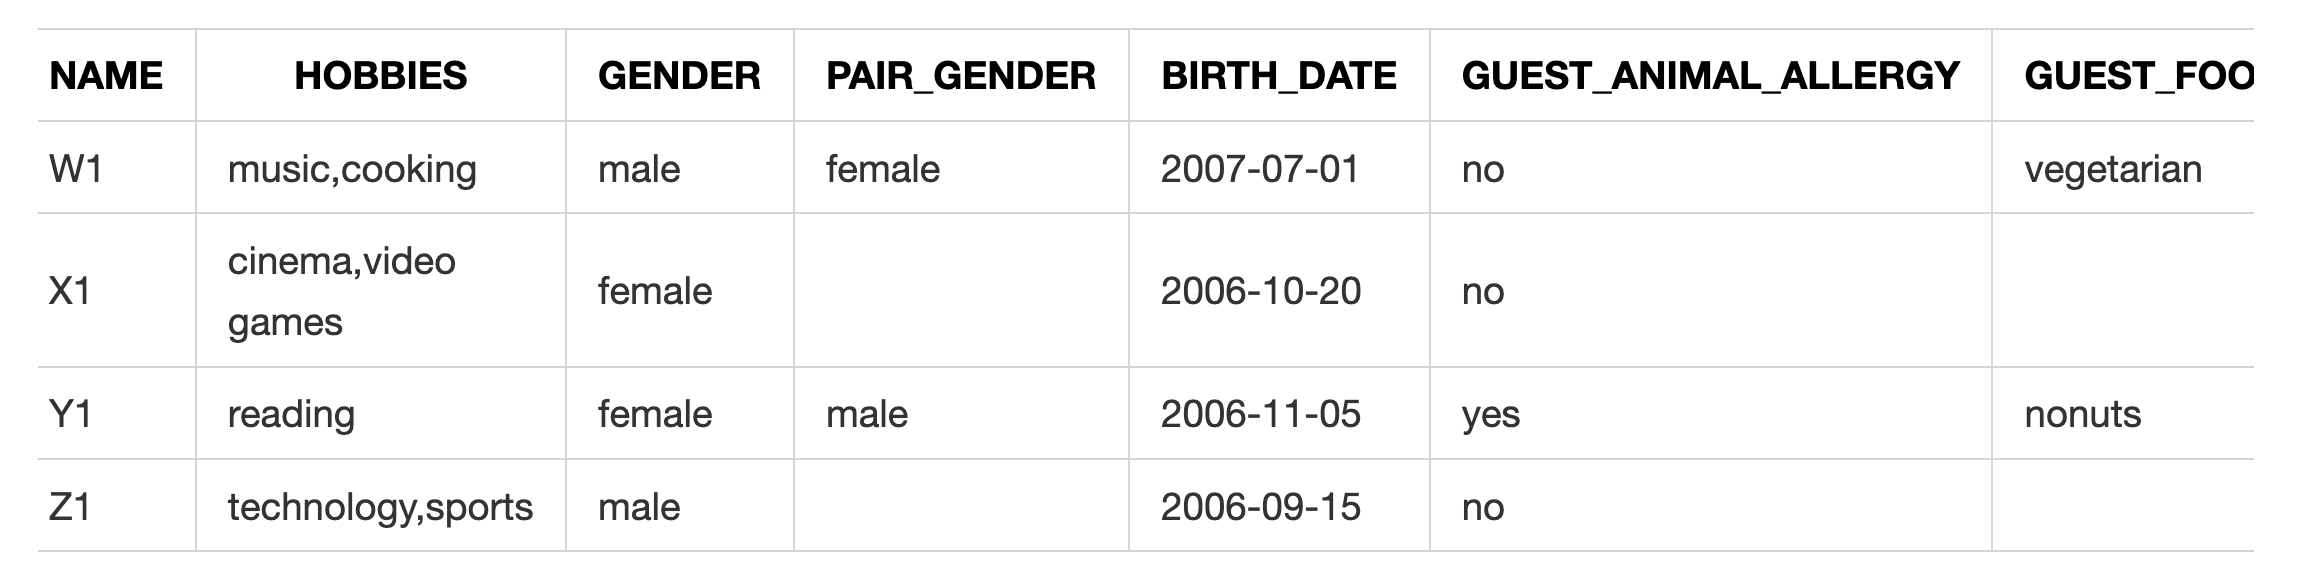 NAME HOBBIES GENDER PAIR_GENDER BIRTH_DATE GUEST_ANIMAL_ALLERGY GUEST_FOO
W1 music,cooking male female 2007-07-01 no vegetarian
cinema,video
X1 female 2006-10-20 no
games
Y1 reading female male 2006-11-05 yes nonuts
Z1 technology,sports male 2006-09-15 no